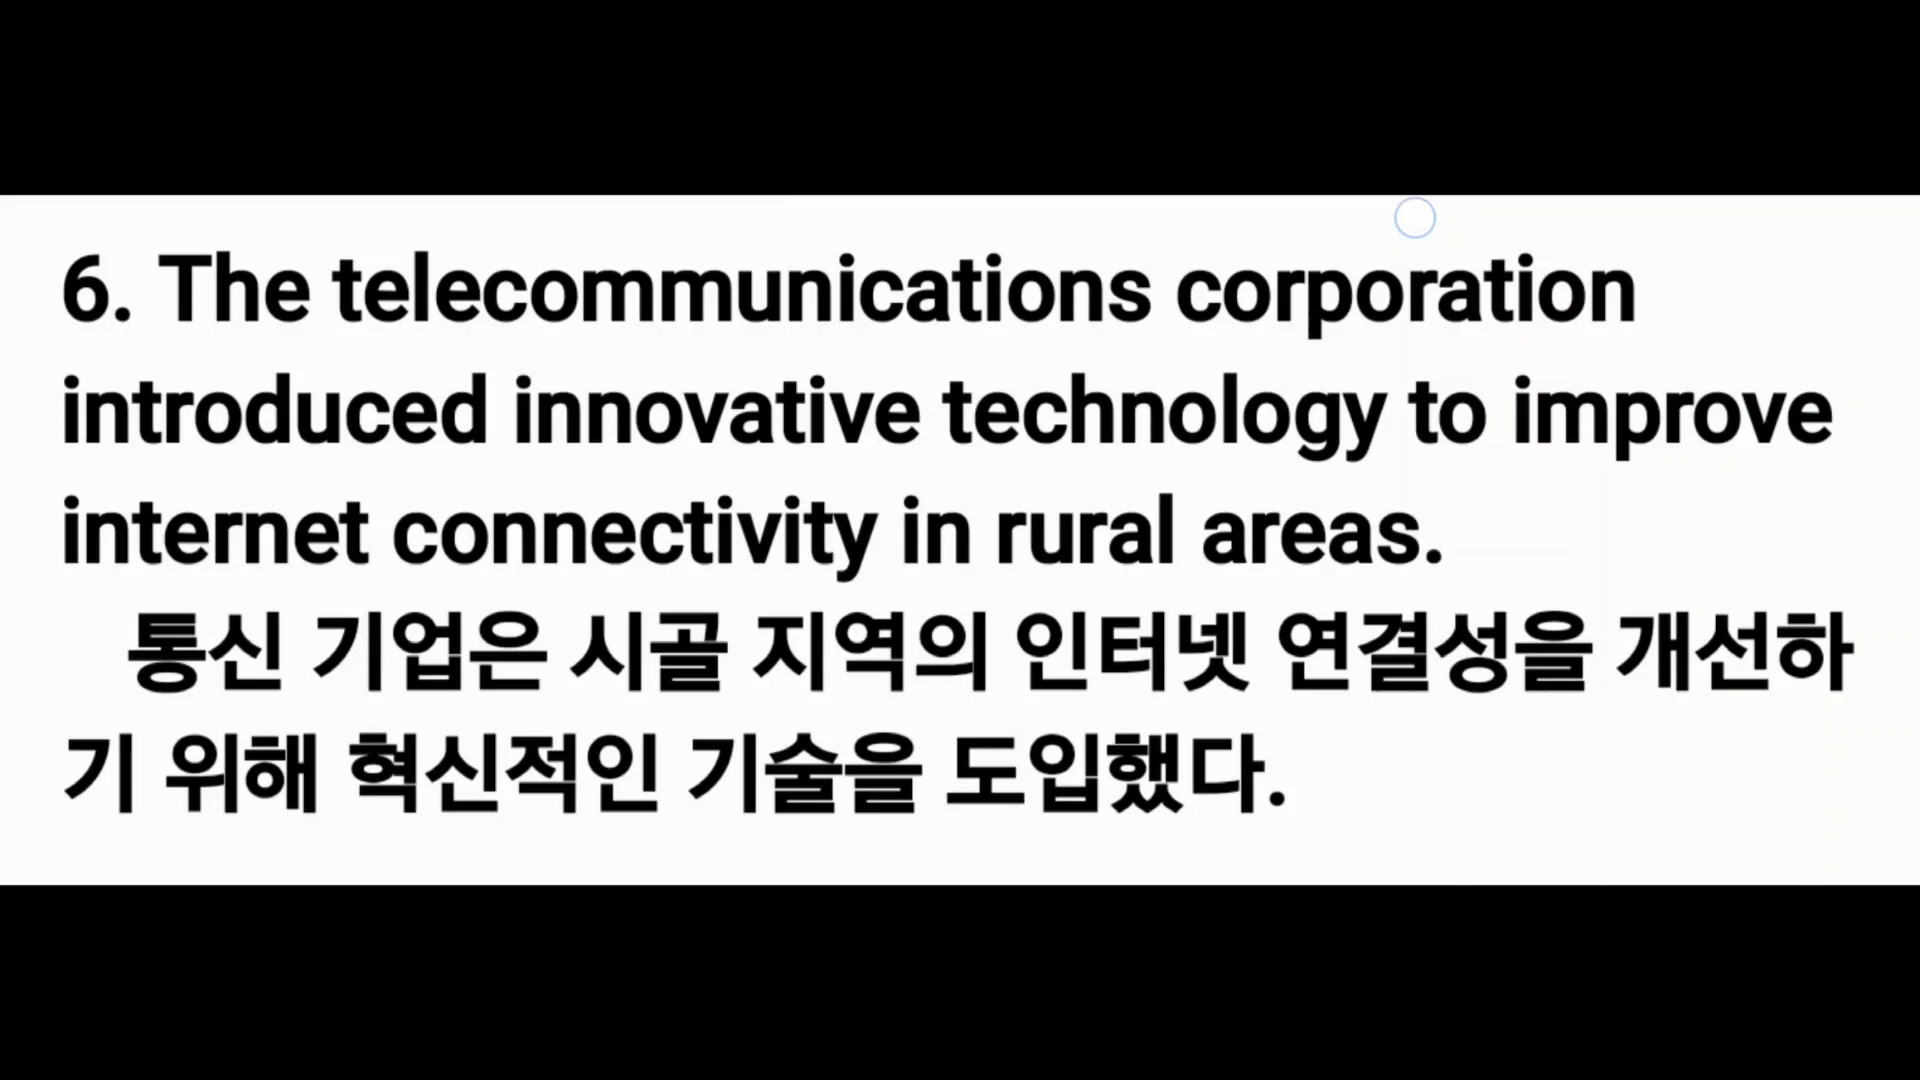 6. The telecommunications corporation
introduced innovative technology to improve
internet connectivity in rural areas.
통신 기업은 시골 지역의 인터넷 연결성을 개선하
기 위해 혁신적인 기술을 도입했다.